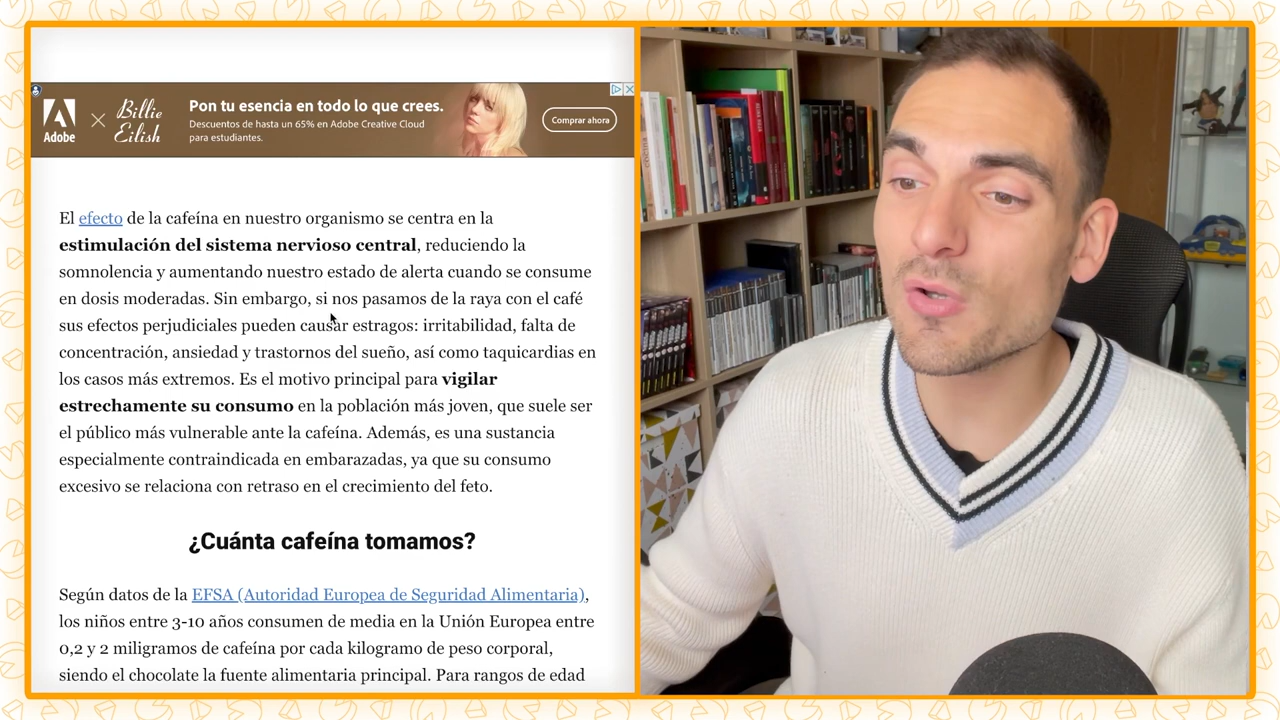 Adobe
Billie
Eilish
Pon tu esencia en todo lo que crees.
Descuentos de hasta un 65% en Adobe Creative Cloud
para estudiantes.
Comprar ahora
El efecto de la cafeína en nuestro organismo se centra en la
estimulación del sistema nervioso central, reduciendo la
somnolencia y aumentando nuestro estado de alerta cuando se consume
en dosis moderadas. Sin embargo, si nos pasamos de la raya con el café
sus efectos perjudiciales pueden causar estragos: irritabilidad, falta de
concentración, ansiedad y trastornos del sueño, así como taquicardias en
los casos más extremos. Es el motivo principal para vigilar
estrechamente su consumo en la población más joven, que suele ser
el público más vulnerable ante la cafeína. Además, es una sustancia
especialmente contraindicada en embarazadas, ya que su consumo
excesivo se relaciona con retraso en el crecimiento del feto.
¿Cuánta cafeína tomamos?
Según datos de la EFSA (Autoridad Europea de Seguridad Alimentaria),
los niños entre 3-10 años consumen de media en la Unión Europea entre
0,2 y 2 miligramos de cafeína por cada kilogramo de peso corporal,
siendo el chocolate la fuente alimentaria principal. Para rangos de edad